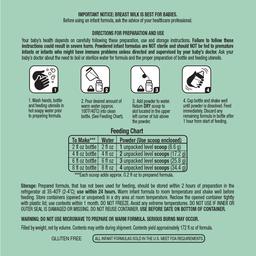 IMPORTANT NOTICE: BREAST MILK IS BEST FOR BABIES.
Before using an infant formula, ask the advice of your healthcare professional.
DIRECTIONS FOR PREPARATION AND USE
Your baby's health depends on carefully following these preparation, use and storage instructions. Failure to follow these
instructions could result in severe harm. Powdered infant formulas are NOT sterile and should NOT be fed to premature
infants or infants who might have immune problems unless directed and supervised by your baby's doctor. Ask your
baby's doctor about the need to boil or sterilize water for formula and the proper preparation of bottle and feeding utensils.
1. Wash hands, bottle
and feeding utensils in
hot soapy water prior
to preparing formula.
2. Pour desired amount of
warm water (approx.
100°F/40°C) into clean
bottle. (See Feeding Chart).
3. Add powder to water.
Return DRY scoop to
slot located in the upper
left corner of tub above
the powder.
4. Cap bottle and shake well
until powder is dissolved. Feed
immediately. Discard any
remaining formula in bottle after
1 hour from start of feeding.
Feeding Chart
To Make*** Water Powder (Use scoop enclosed)
2 fl oz bottle 2 fl oz 1 unpacked level scoop (8.6 g)
4 fl oz bottle 4 fl oz 2 unpacked level scoops (17.2 g)
6 fl oz bottle 6 fl oz 3 unpacked level scoops (25.8 g)
8 fl oz bottle 8 fl oz 4 unpacked level scoops (34.4 g)
***Each scoop adds approx. 0.2 fl oz to prepared formula.
Storage: Prepared formula, that has not been used for feeding, should be stored within 2 hours of preparation in the
refrigerator at 35-40°F (2-4°C); use within 24 hours. Warm infant formula to room temperature and shake well before
feeding. Store containers (opened or unopened) in a dry area at room temperature. Replace the opened container tightly
with plastic lid; use contents within 1 month. DO NOT FREEZE. Avoid any extreme temperatures. DO NOT USE IF INNER OR
OUTER SEAL IS DAMAGED OR MISSING. DO NOT REUSE CONTAINER. USE BEFORE DATE ON BOTTOM OF CONTAINER.
WARNING: DO NOT USE MICROWAVE TO PREPARE OR WARM FORMULA. SERIOUS BURNS MAY OCCUR.
Filled by weight, not by volume. Contents may settle during shipment. Contents yield approximately 172 fl oz of formula.
GLUTEN FREE
ALL INFANT FORMULAS SOLD IN THE U.S. MEET FDA REQUIREMENTS